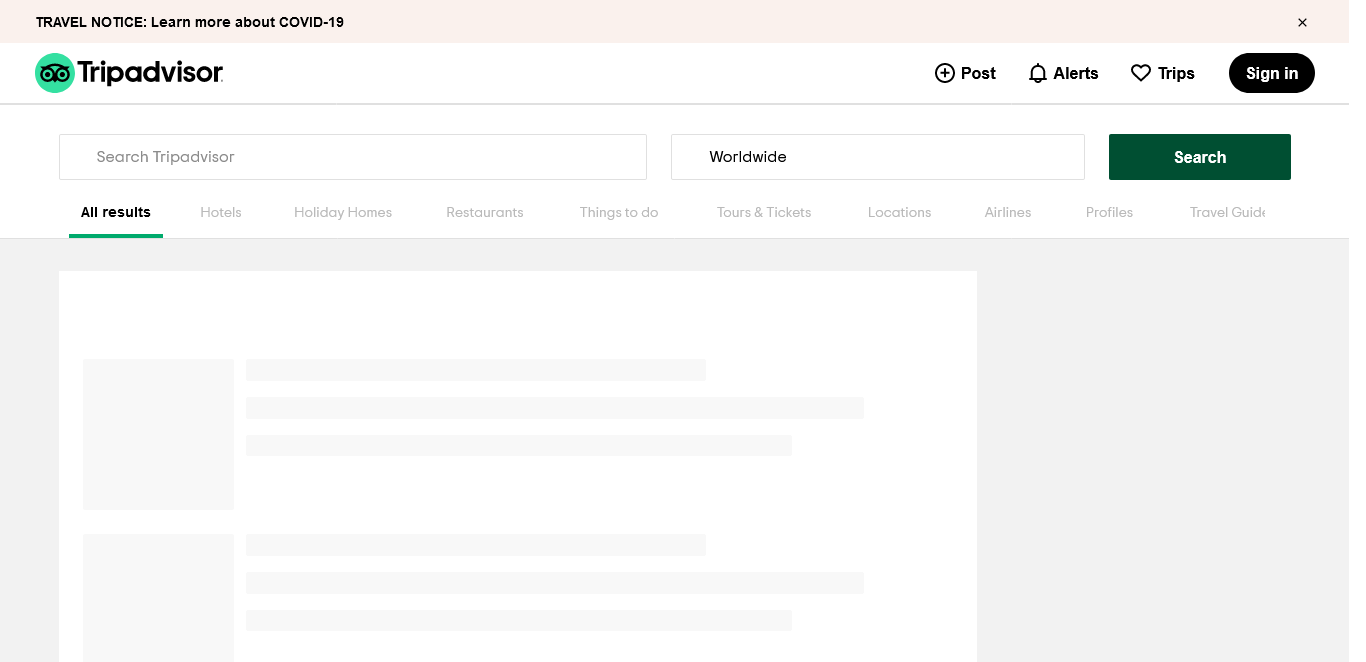 TRAVEL NOTICE: Learn more about COVID-19
Tripadvisor
Post
Alerts
Trips
Sign in
Search Tripadvisor
Worldwide
Search
All results
Hotels
Holiday Homes
Restaurants
Things to do
Tours & Tickets
Locations
Airlines
Profiles
Travel Guide